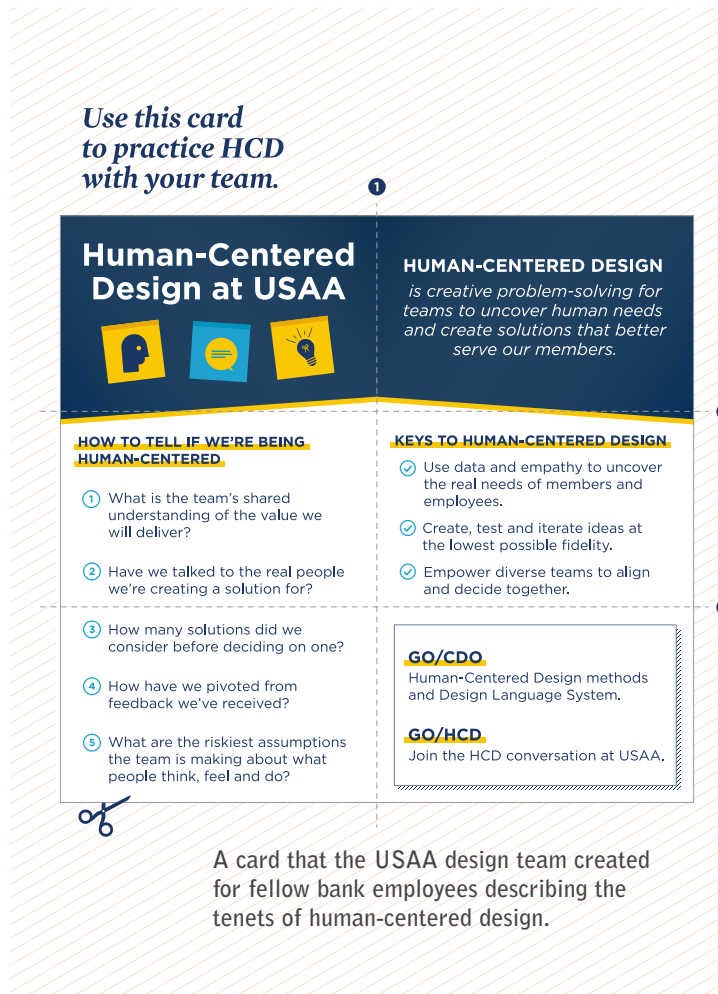 Use this card
to practice HCD
with your team.
1
Human-Centered
Design at USAA
HUMAN-CENTERED DESIGN
is creative problem-solving for
teams to uncover human needs
and create solutions that better
serve our members.
HOW TO TELL IF WE'RE BEING
HUMAN-CENTERED
1 What is the team's shared
understanding of the value we
will deliver?
2 Have we talked to the real people
we're creating a solution for?
3 How many solutions did we
consider before deciding on one?
4 How have we pivoted from
feedback we've received?
5 What are the riskiest assumptions
the team is making about what
people think, feel and do?
KEYS TO HUMAN-CENTERED DESIGN
Use data and empathy to uncover
the real needs of members and
employees.
Create, test and iterate ideas at
the lowest possible fidelity.
Empower diverse teams to align
and decide together.
GO/CDO
Human-Centered Design methods
and Design Language System.
GO/HCD
Join the HCD conversation at USAA.
A card that the USAA design team created
for fellow bank employees describing the
tenets of human-centered design.